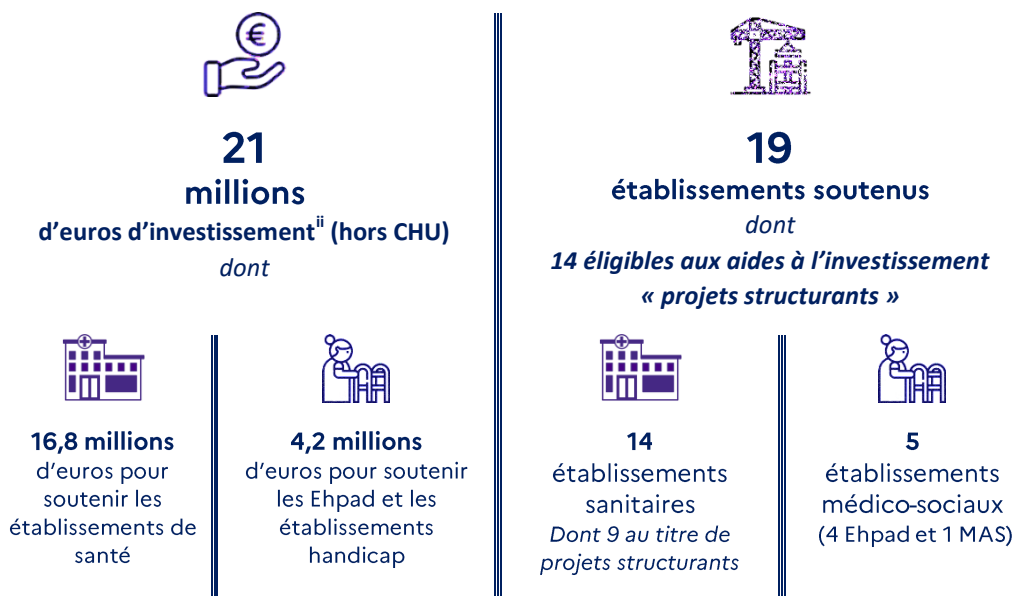 €
21
millions
d’euros d’investissementⁱⁱ (hors CHU)
dont
16,8 millions
d’euros pour
soutenir les
établissements de
santé
4,2 millions
d’euros pour soutenir
les Ehpad et les
établissements
handicap
19
établissements soutenus
dont
14 éligibles aux aides à l’investissement
« projets structurants »
14
établissements
sanitaires
Dont 9 au titre de
projets structurants
5
établissements
médico-sociaux
(4 Ehpad et 1 MAS)